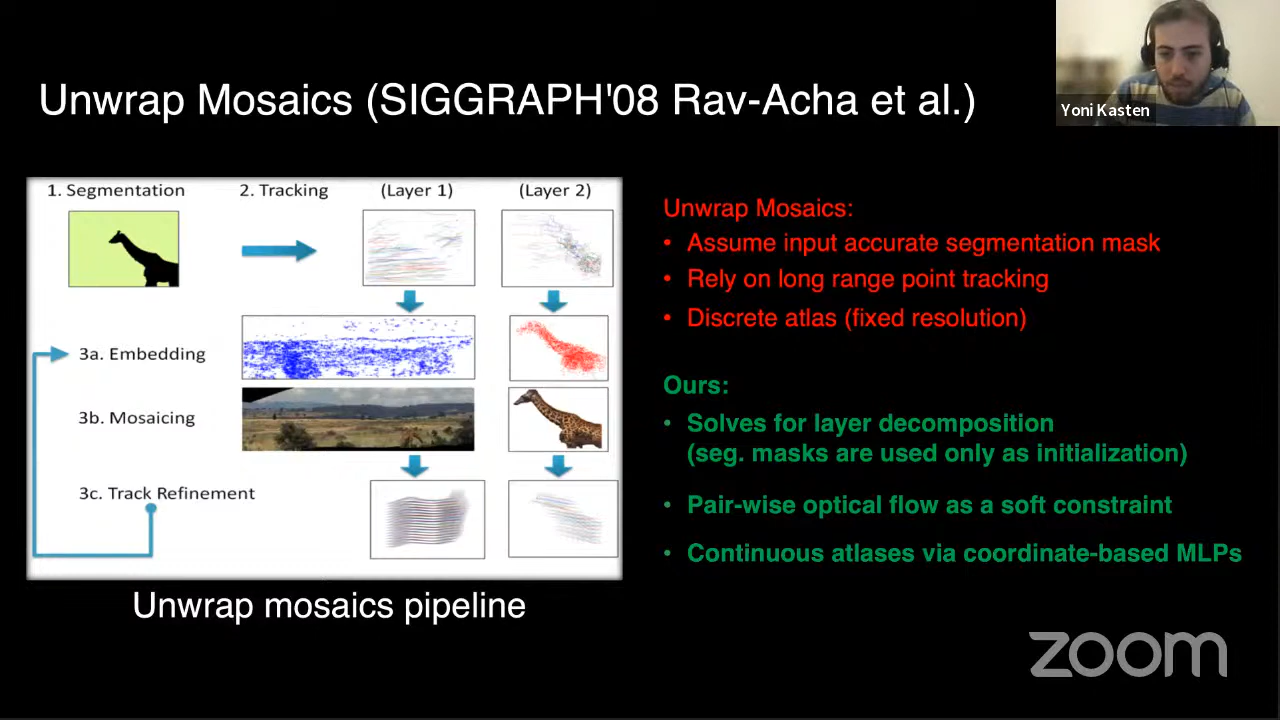 Unwrap Mosaics (SIGGRAPH'08 Rav-Acha et al.)
Yoni Kasten
1. Segmentation
2. Tracking
(Layer 1)
(Layer 2)
3a. Embedding
3b. Mosaicing
3c. Track Refinement
Unwrap mosaics pipeline
Unwrap Mosaics:
• Assume input accurate segmentation mask
• Rely on long range point tracking
• Discrete atlas (fixed resolution)
Ours:
• Solves for layer decomposition
(seg. masks are used only as initialization)
• Pair-wise optical flow as a soft constraint
• Continuous atlases via coordinate-based MLPs
zoom